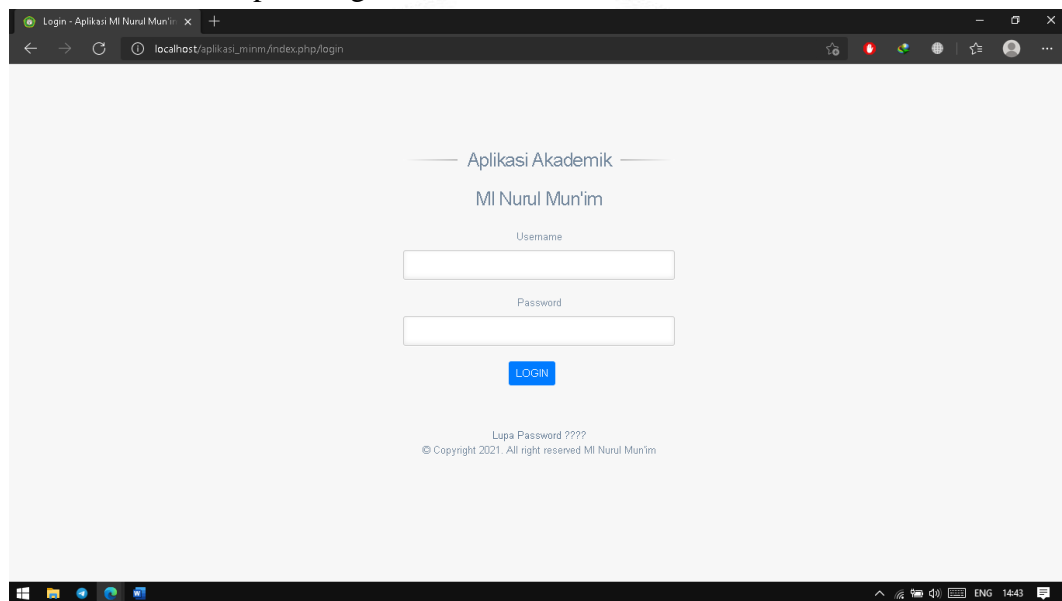 Login - Aplikasi MI Nurul Mun'in
localhost/aplikasi_minm/index.php/login
Aplikasi Akademik
MI Nurul Mun'im
Username
Password
LOGIN
Lupa Password ????
© Copyright 2021. All right reserved MI Nurul Mun'im
ENG 14:43